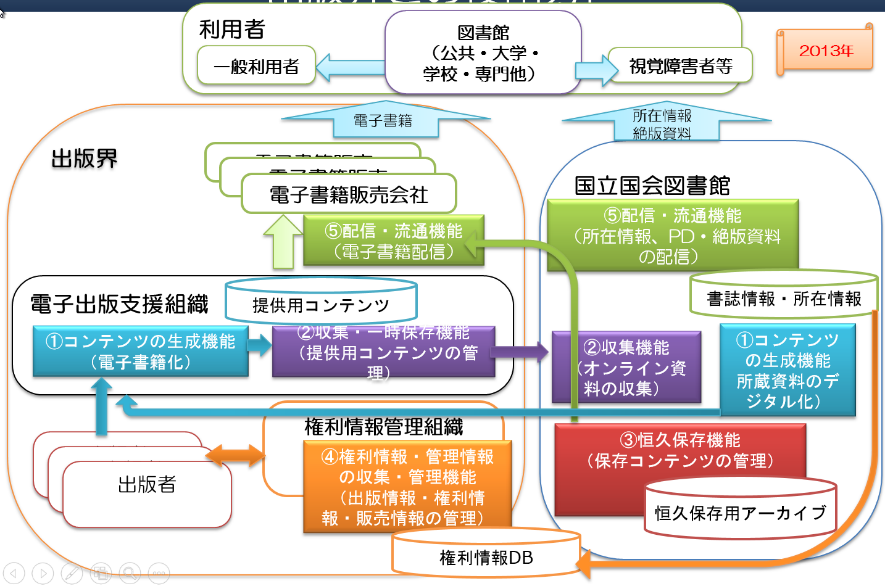 利用者
図書館
（公共・大学・
学校・専門他）
一般利用者
視覚障害者等
2013年
電子書籍
所在情報
絶版資料
出版界
電子書籍販売会社
⑤配信・流通機能
（電子書籍配信）
電子出版支援組織
提供用コンテンツ
①コンテンツの生成機能
（電子書籍化）
②収集・一時保存機能
（提供用コンテンツの管
理）
権利情報管理組織
④権利情報・管理情報
の収集・管理機能
（出版情報・権利情
報・販売情報の管理）
出版者
権利情報DB
国立国会図書館
⑤配信・流通機能
（所在情報、PD・絶版資料
の配信）
書誌情報・所在情報
②収集機能
（オンライン資
料の収集）
①コンテンツ
の生成機能
所蔵資料のデ
ジタル化）
③恒久保存機能
（保存コンテンツの管理）
恒久保存用アーカイブ